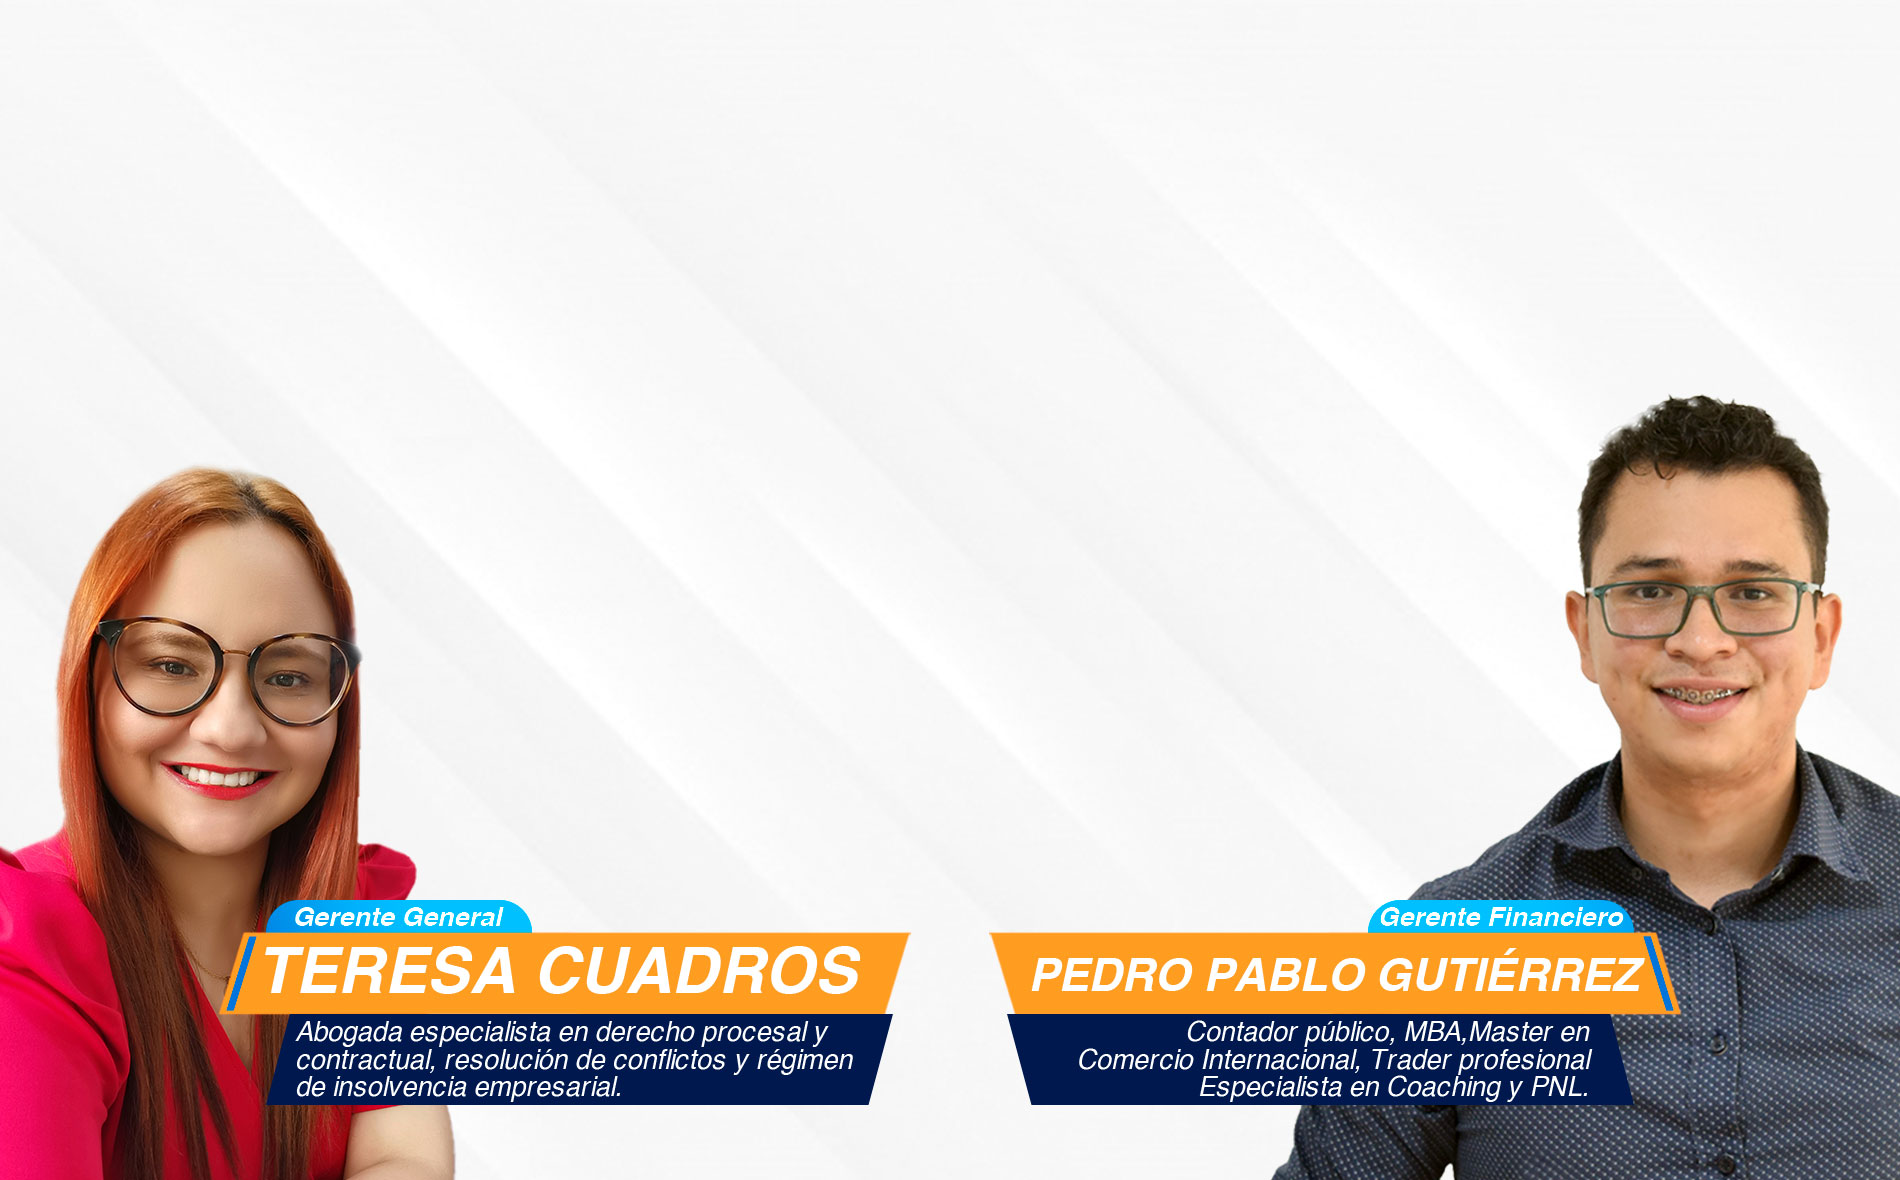 Gerente General
TERESA CUADROS
Abogada especialista en derecho procesal y
contractual, resolución de conflictos y régimen
de insolvencia empresarial.
Gerente Financiero
PEDRO PABLO GUTIÉRREZ
Contador público, MBA,Master en
Comercio Internacional, Trader profesional
Especialista en Coaching y PNL.